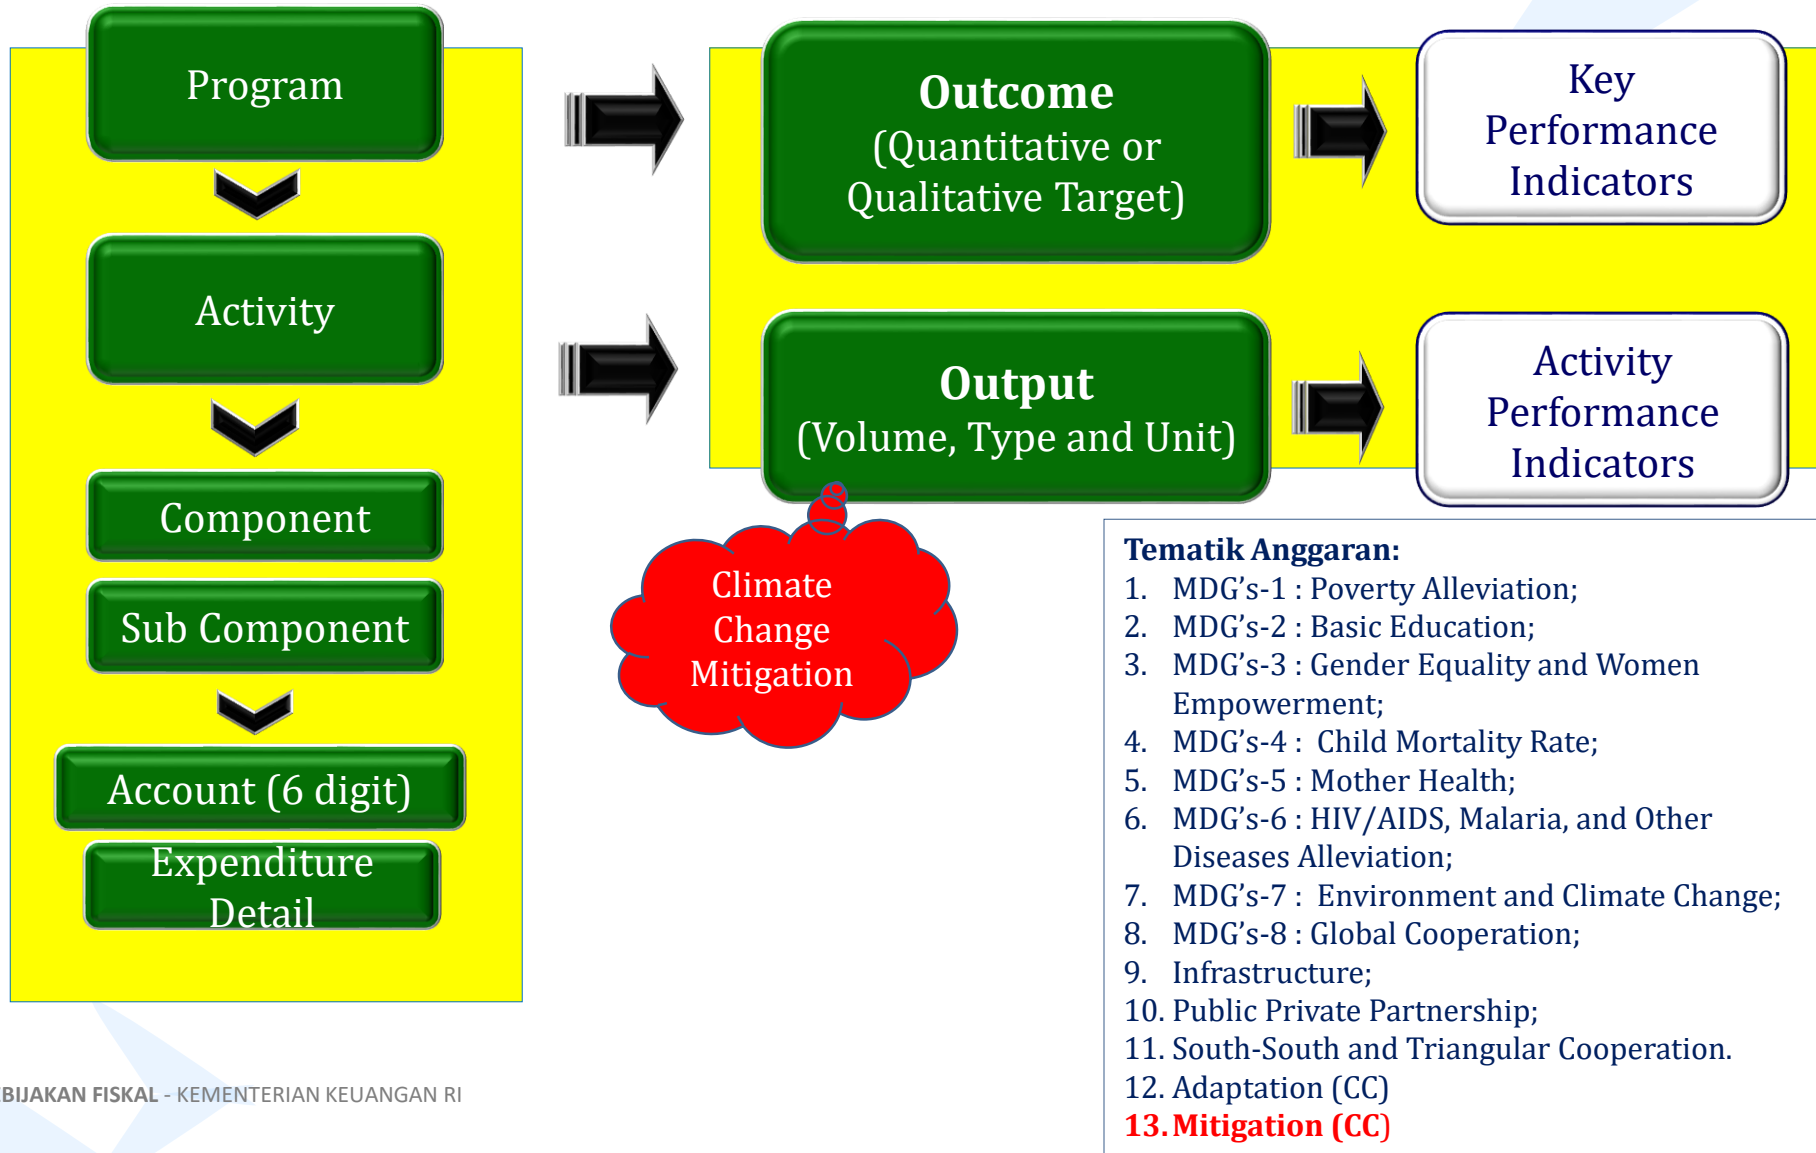 Program
Activity
Component
Sub Component
Account (6 digit)
Expenditure
Detail
Outcome
(Quantitative or
Qualitative Target)
Key
Performance
Indicators
Output
(Volume, Type and Unit)
Activity
Performance
Indicators
Climate
Change
Mitigation
Tematik Anggaran:
1. MDG’s-1 : Poverty Alleviation;
2. MDG’s-2 : Basic Education;
3. MDG’s-3 : Gender Equality and Women
Empowerment;
4. MDG’s-4 : Child Mortality Rate;
5. MDG’s-5 : Mother Health;
6. MDG’s-6 : HIV/AIDS, Malaria, and Other
Diseases Alleviation;
7. MDG’s-7 : Environment and Climate Change;
8. MDG’s-8 : Global Cooperation;
9. Infrastructure;
10. Public Private Partnership;
11. South-South and Triangular Cooperation.
12. Adaptation (CC)
13. Mitigation (CC)
EBIJAKAN FISKAL - KEMENTERIAN KEUANGAN RI